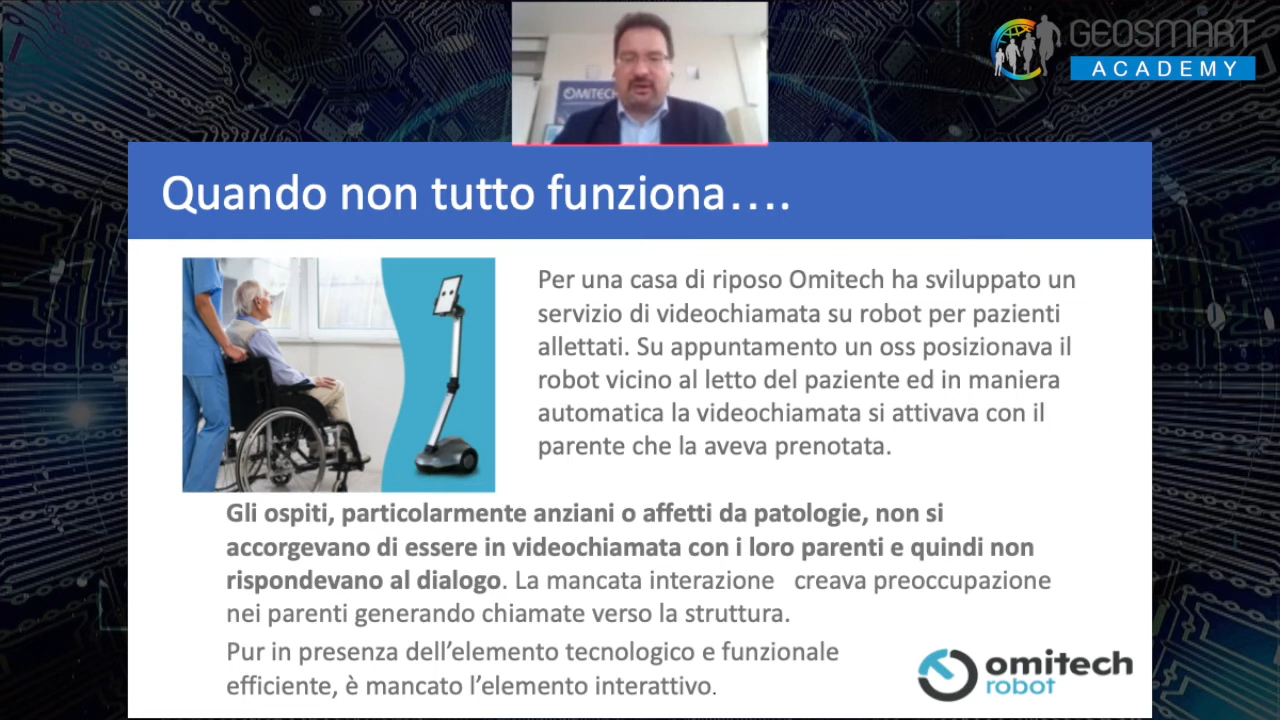 OMITECH
GEOSMART
ACADEMY
Quando non tutto funziona....
Per una casa di riposo Omitech ha sviluppato un
servizio di videochiamata su robot per pazienti
allettati. Su appuntamento un oss posizionava il
robot vicino al letto del paziente ed in maniera
automatica la videochiamata si attivava con il
parente che la aveva prenotata.
Gli ospiti, particolarmente anziani o affetti da patologie, non si
accorgevano di essere in videochiamata con i loro parenti e quindi non
rispondevano al dialogo. La mancata interazione creava preoccupazione
nei parenti generando chiamate verso la struttura.
Pur in presenza dell'elemento tecnologico e funzionale
efficiente, è mancato l'elemento interattivo.
omitech
robot